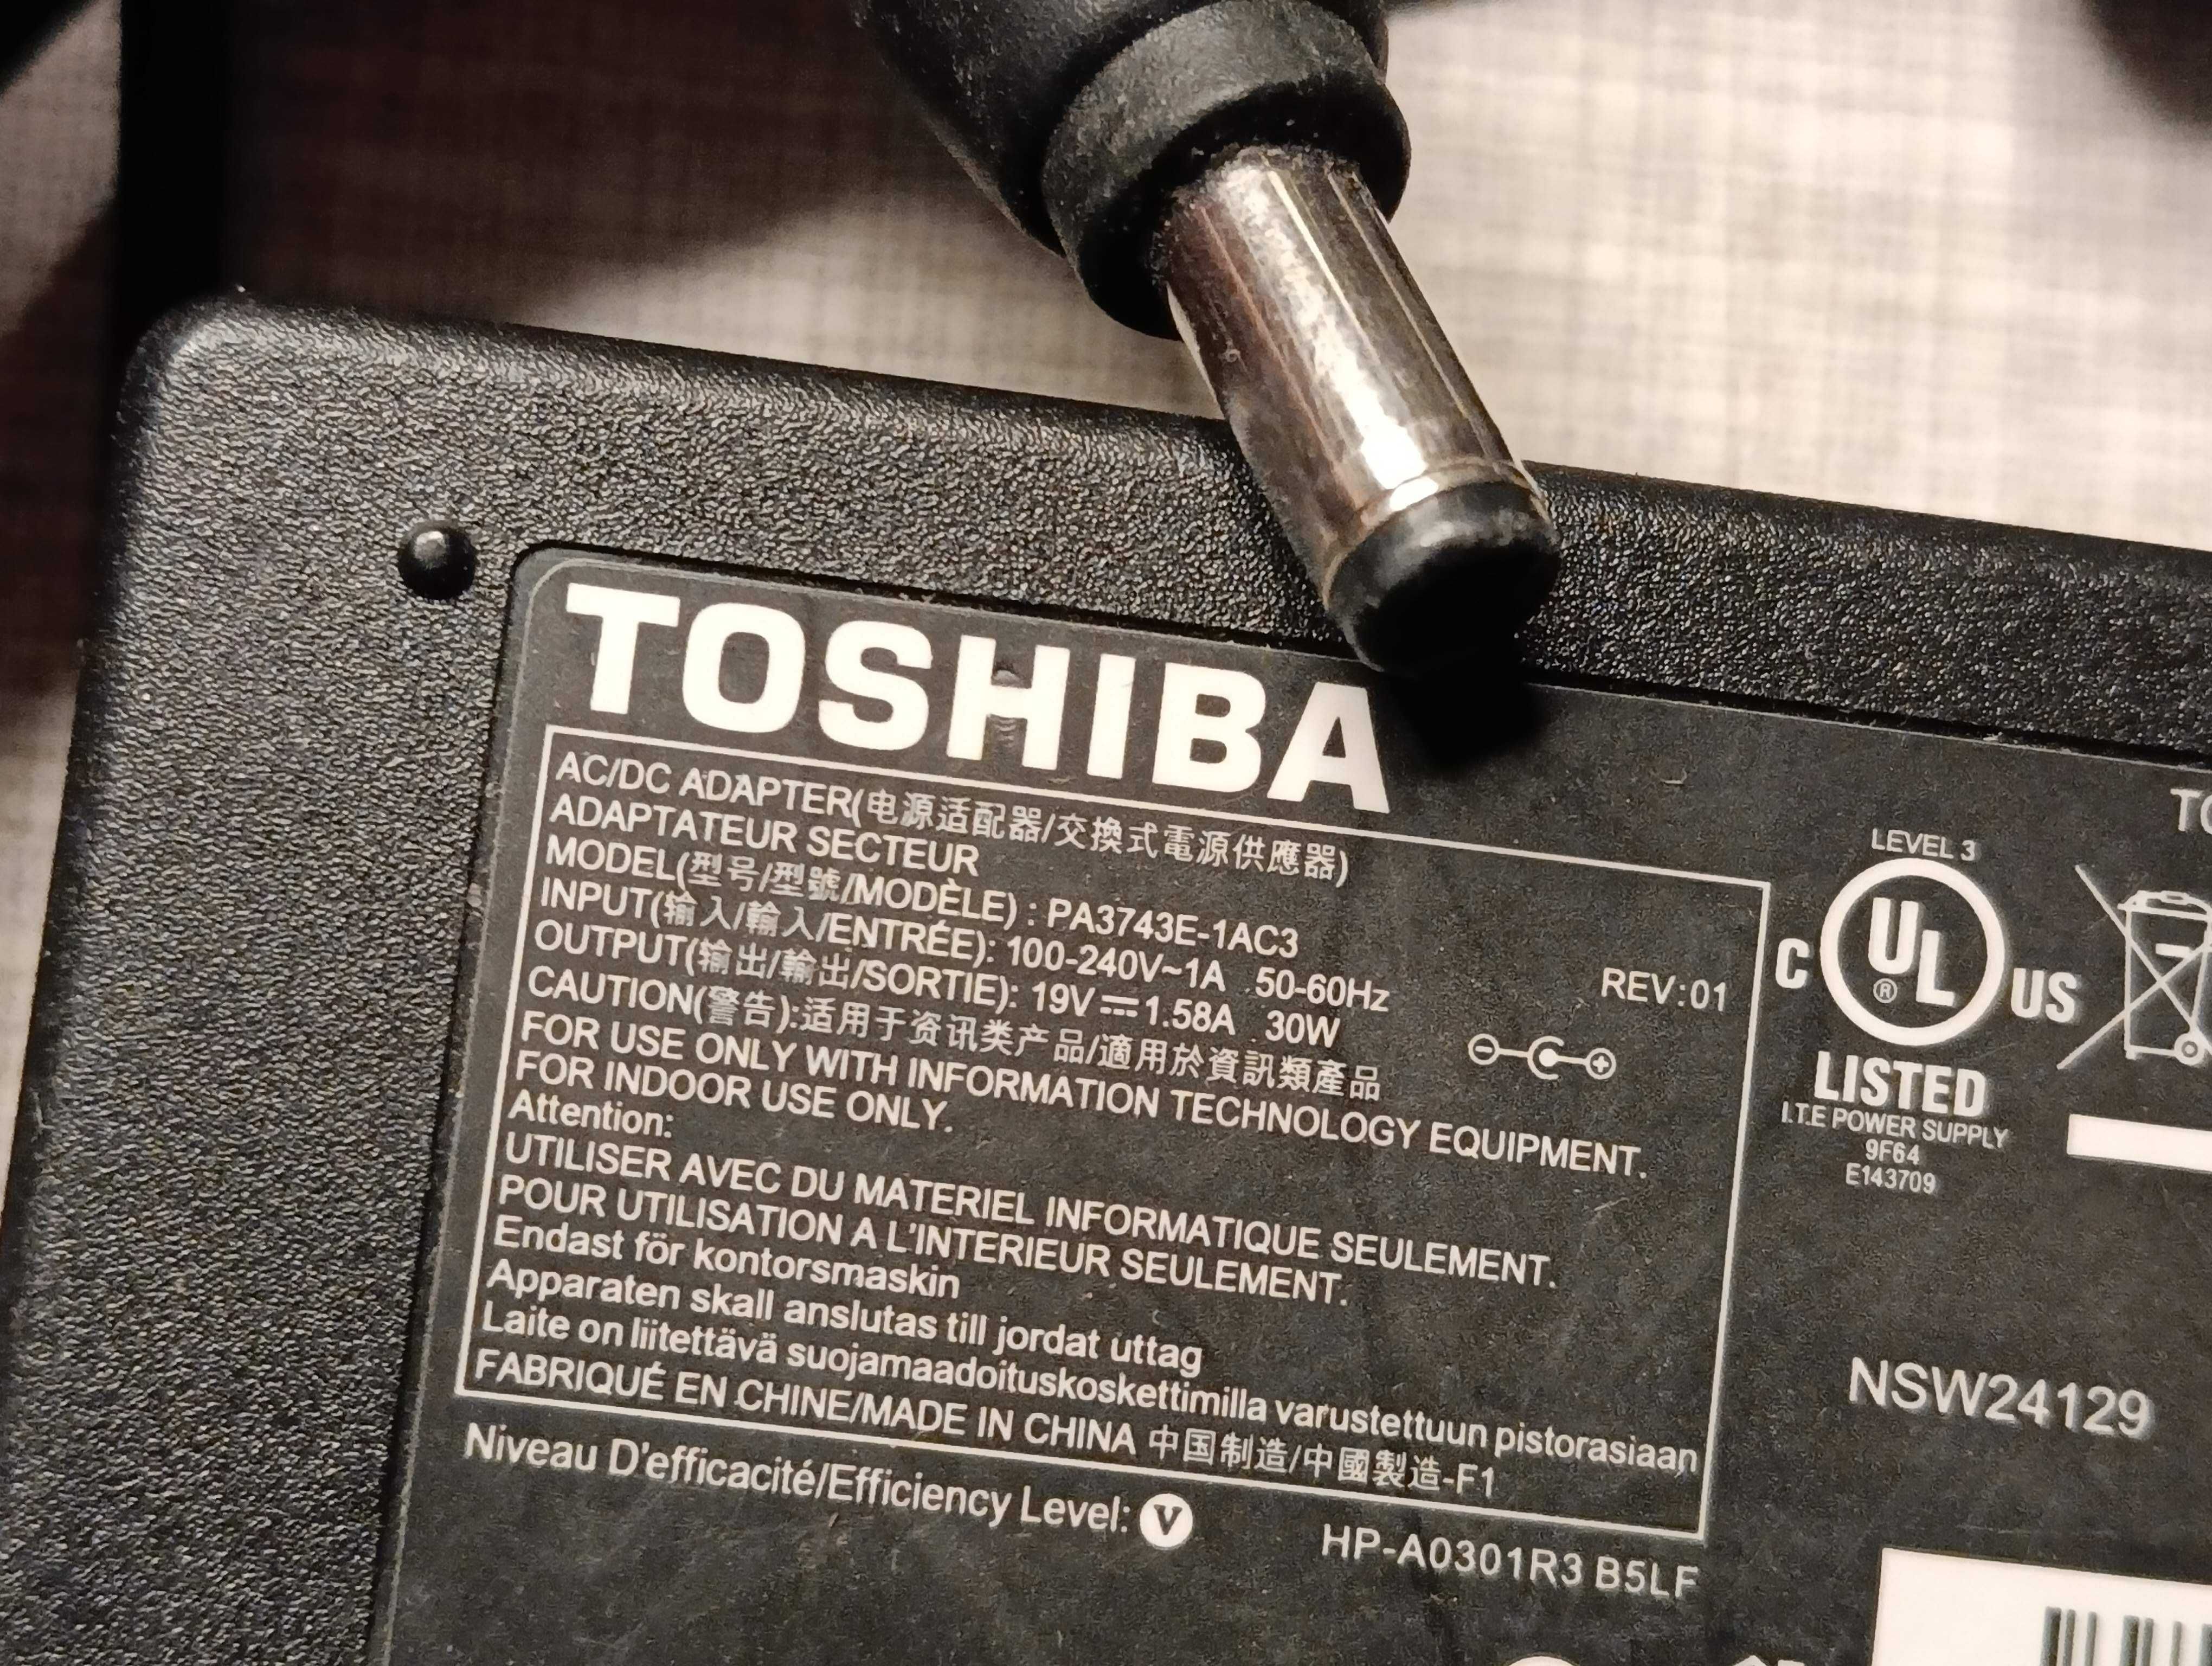 TOSHIBA
AC/DC ADAPTER(电源适配器/交換式電源供應器)
ADAPTATEUR SECTEUR
MODEL(型号/型號/MODÈLE) : PA3743E-1AC3
INPUT(输入/輸入/ENTRÉE): 100-240V~1A 50-60Hz
REV:01
OUTPUT(输出/輸出/SORTIE): 19V⎓1.58A 30W
CAUTION(警告):适用于资讯类产品/適用於資訊類產品
FOR USE ONLY WITH INFORMATION TECHNOLOGY EQUIPMENT.
FOR INDOOR USE ONLY.
Attention:
UTILISER AVEC DU MATERIEL INFORMATIQUE SEULEMENT.
POUR UTILISATION A L'INTERIEUR SEULEMENT.
Endast för kontorsmaskin
Apparaten skall anslutas till jordat uttag
Laite on liitettävä suojamaadoituskoskettimilla varustettuun pistorasiaan
FABRIQUÉ EN CHINE/MADE IN CHINA 中国制造/中國製造-F1
Niveau D'efficacité/Efficiency Level: V
HP-A0301R3 B5LF
LEVEL 3
C UL ® US
LISTED
I.T.E POWER SUPPLY
9F64
E143709
NSW24129